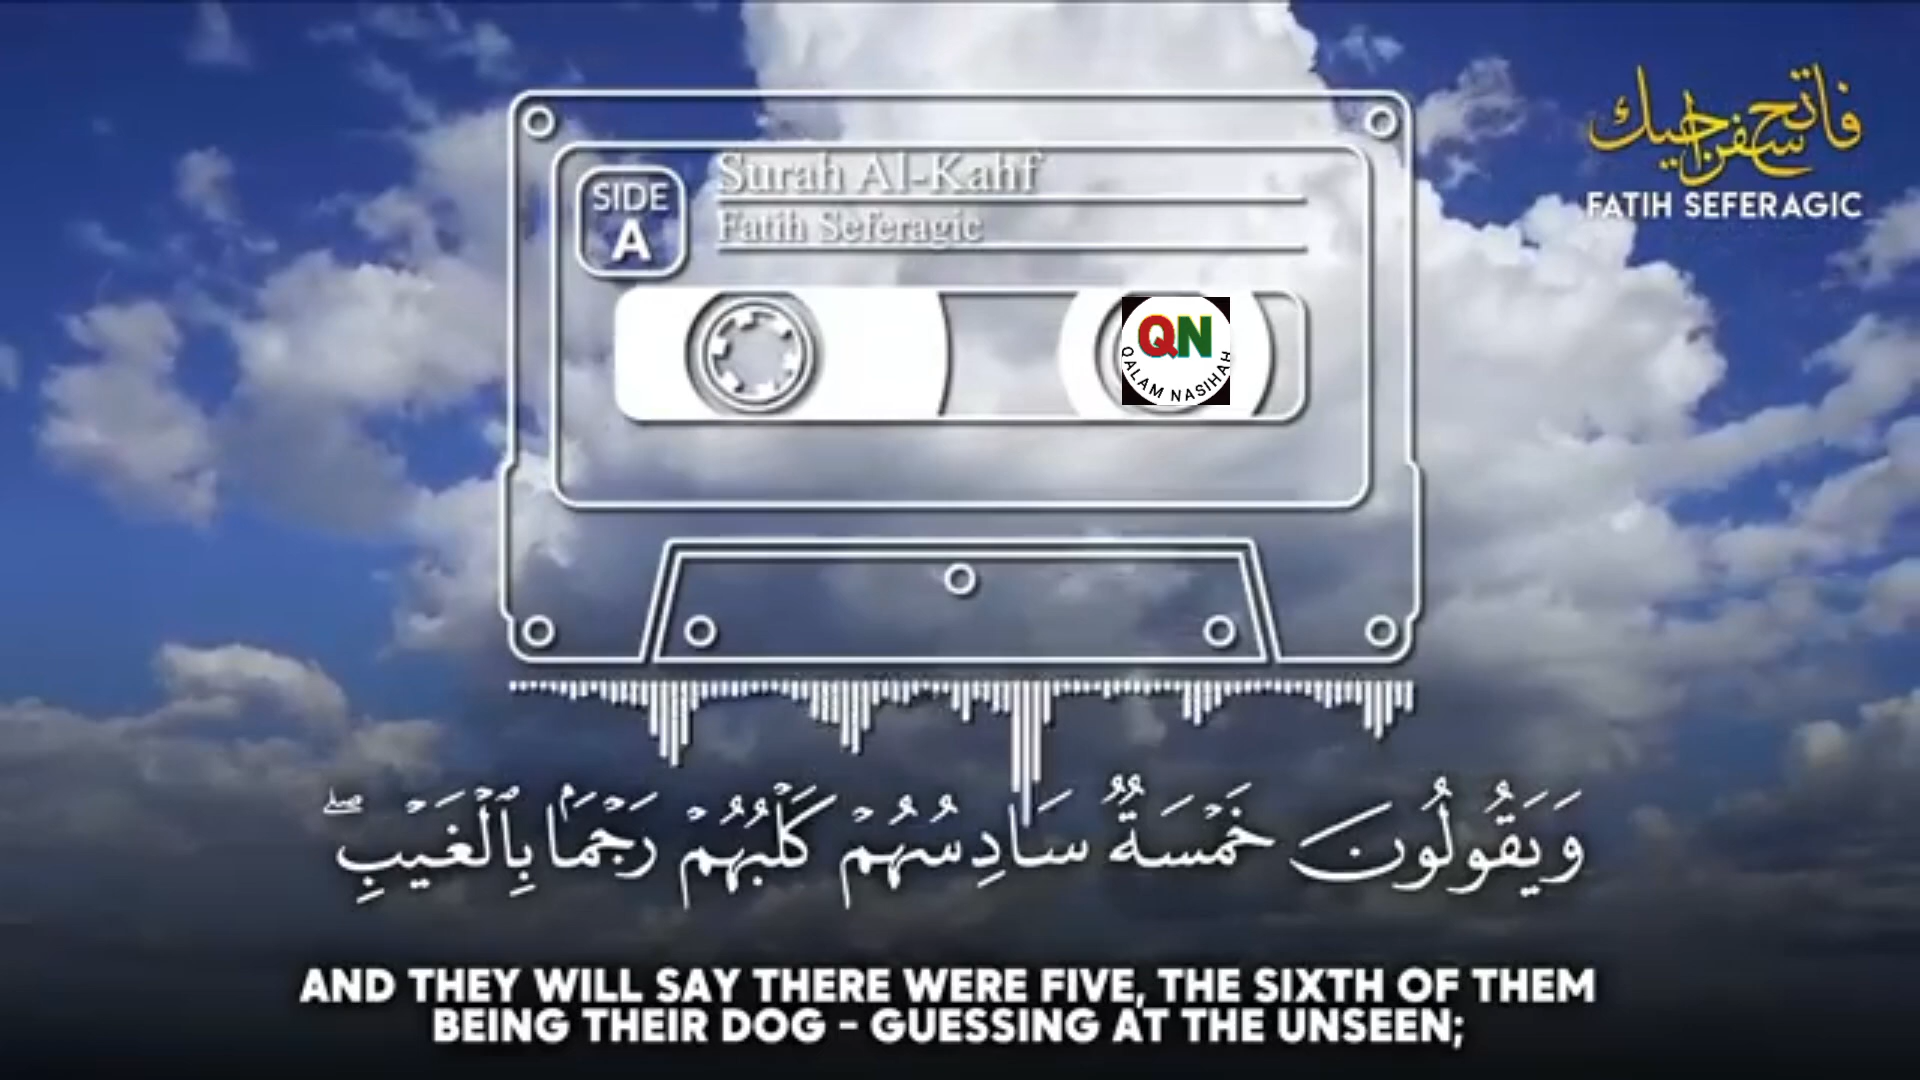 فاتح سفراجيك
FATIH SEFERAGIC
SIDE
A
Surah Al-Kahf
Fatih Seferagic
QN
QALAM NASIHAH
وَيَقُولُونَ خَمْسَةٌ سَادِسُهُمْ كَلْبُهُمْ رَجْمًۢا بِٱلْغَيْبِ ۖ
AND THEY WILL SAY THERE WERE FIVE, THE SIXTH OF THEM
BEING THEIR DOG - GUESSING AT THE UNSEEN;